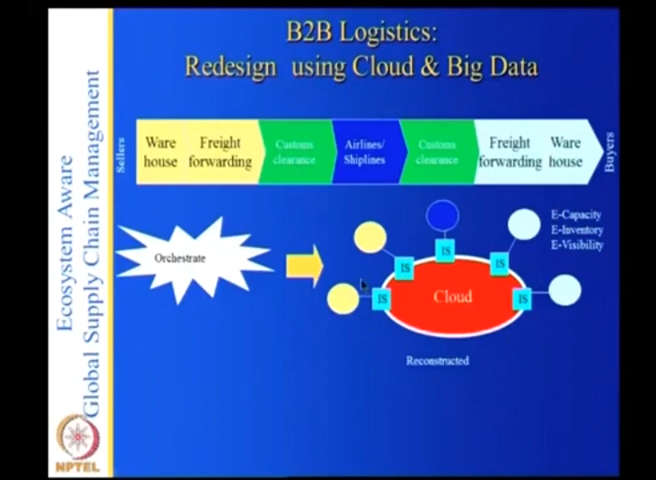 B2B Logistics:
Redesign using Cloud & Big Data
Ecosystem Aware
Global Supply Chain Management
Sellers
Ware house
Freight forwarding
Customs clearance
Airlines/ Shiplines
Customs clearance
Freight forwarding
Ware house
Buyers
Orchestrate
E-Capacity
E-Inventory
E-Visibility
IS
IS
IS
IS
IS
Cloud
Reconstructed
NPTEL